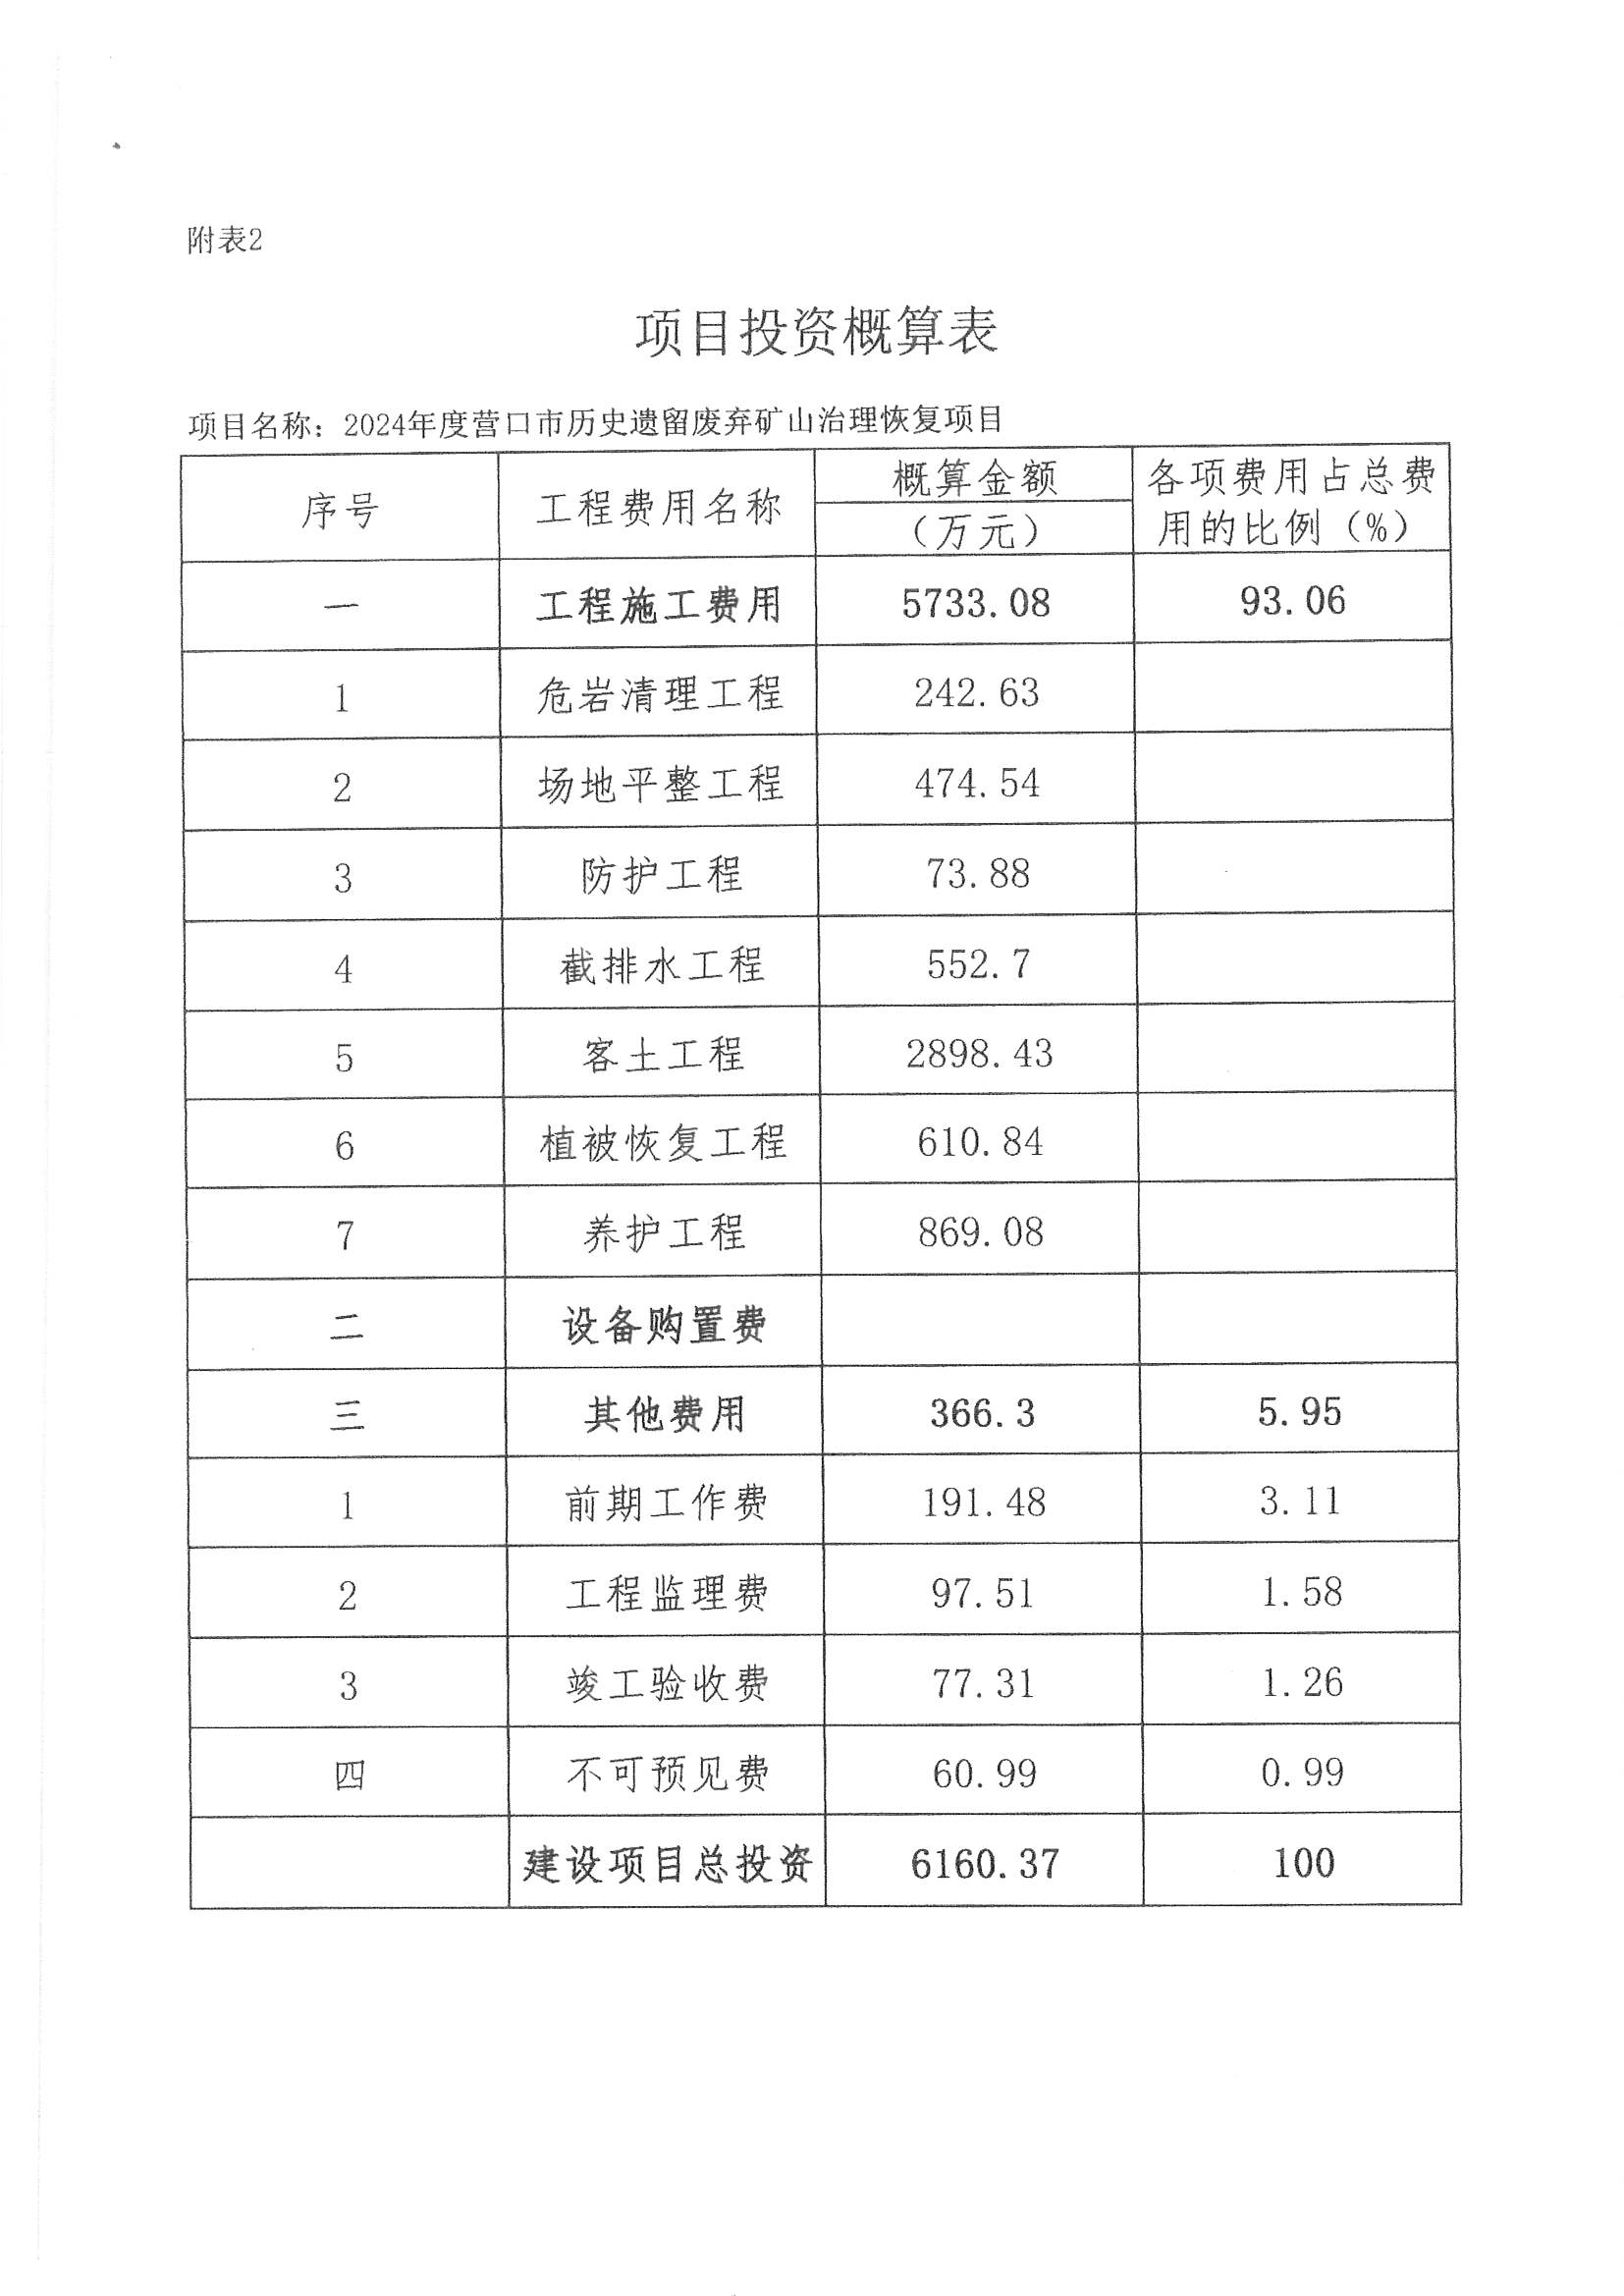 附表2
项目投资概算表
项目名称：2024年度营口市历史遗留废弃矿山治理恢复项目
序号 工程费用名称 概算金额 （万元） 各项费用占总费用的比例（%）
一 工程施工费用 5733.08 93.06
1 危岩清理工程 242.63
2 场地平整工程 474.54
3 防护工程 73.88
4 截排水工程 552.7
5 客土工程 2898.43
6 植被恢复工程 610.84
7 养护工程 869.08
二 设备购置费
三 其他费用 366.3 5.95
1 前期工作费 191.48 3.11
2 工程监理费 97.51 1.58
3 竣工验收费 77.31 1.26
四 不可预见费 60.99 0.99
建设项目总投资 6160.37 100